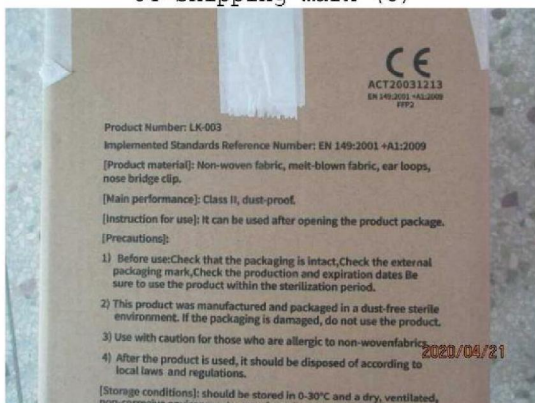 Shipping Mark
CE
ACT20031213
EN 149:2001 +A1:2009
FFP2
Product Number: LK-003
Implemented Standards Reference Number: EN 149:2001 +A1:2009
[Product material]: Non-woven fabric, melt-blown fabric, ear loops,
nose bridge clip.
[Main performance]: Class II, dust-proof.
[Instruction for use]: It can be used after opening the product package.
[Precautions]:
1) Before use:Check that the packaging is intact,Check the external
packaging mark,Check the production and expiration dates Be
sure to use the product within the sterilization period.
2) This product was manufactured and packaged in a dust-free sterile
environment. If the packaging is damaged, do not use the product.
3) Use with caution for those who are allergic to non-wovenfabrics.
2020/04/21
4) After the product is used, it should be disposed of according to
local laws and regulations.
[Storage conditions]: should be stored in 0-30°C and a dry, ventilated,